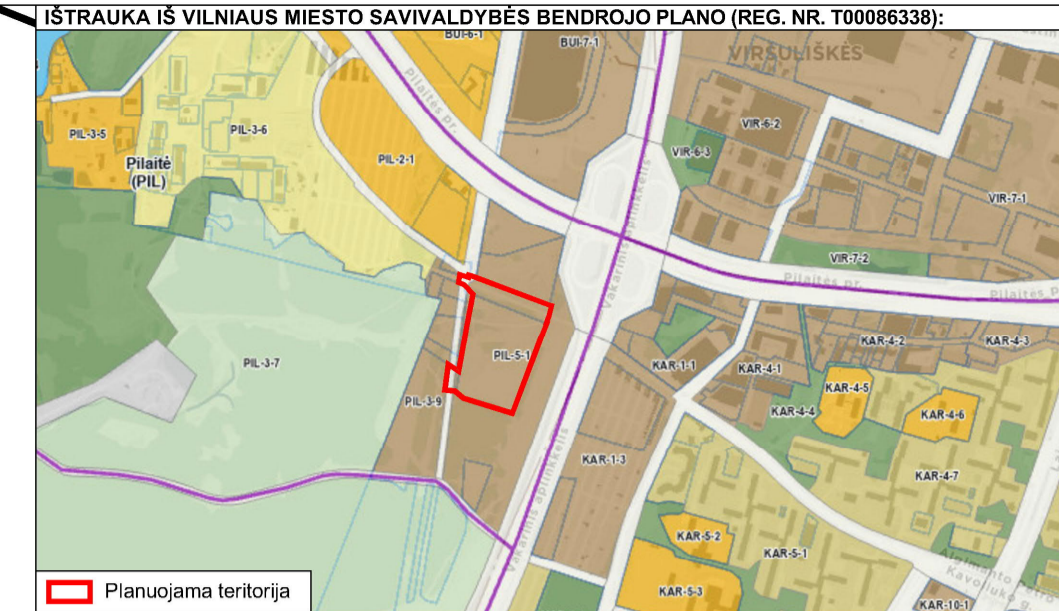 IŠTRAUKA IŠ VILNIAUS MIESTO SAVIVALDYBĖS BENDROJO PLANO (REG. NR. T00086338):
BUI-6-1
BUI-7-1
VIRŠULIŠKĖS
Pilaitės pr.
PIL-3-5
PIL-3-6
VIR-6-2
PIL-2-1
VIR-6-3
Pilaitė
(PIL)
Vakarinis aplinkkelis
VIR-7-1
VIR-7-2
Pilaitės pr.
Pilaitės p
KAR-4-2
KAR-4-3
PIL-5-1
PIL-3-7
KAR-1-1
KAR-4-1
KAR-4-5
PIL-3-9
KAR-4-4
KAR-4-6
KAR-1-3
KAR-4-7
Vakarinis aplinkkelis
KAR-5-2
KAR-5-1
KAR-5-3
Kavoliuko g.
KAR-10-1
Planuojama teritorija